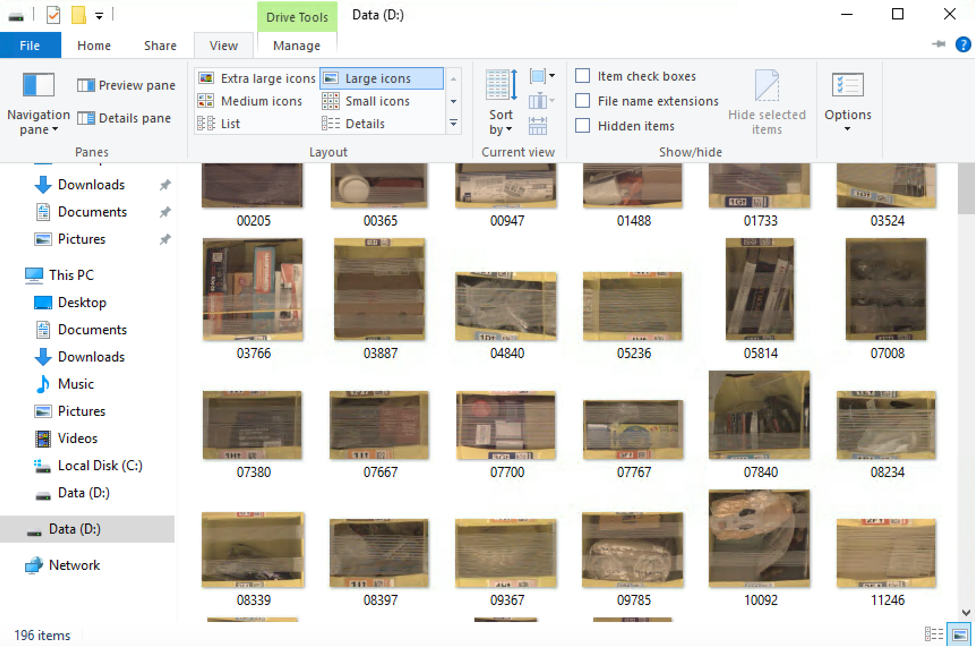 Drive Tools Data (D:)
File Home Share View Manage
Navigation pane
Preview pane
Details pane
Panes
Extra large icons Large icons
Medium icons Small icons
List Details
Layout
Sort by
Current view
Item check boxes
File name extensions
Hidden items
Hide selected items
Show/hide
Options
Downloads
Documents
Pictures
This PC
Desktop
Documents
Downloads
Music
Pictures
Videos
Local Disk (C:)
Data (D:)
Data (D:)
Network
00205 00365 00947 01488 01733 03524
03766 03887 04840 05236 05814 07008
07380 07667 07700 07767 07840 08234
08339 08397 09367 09785 10092 11246
196 items